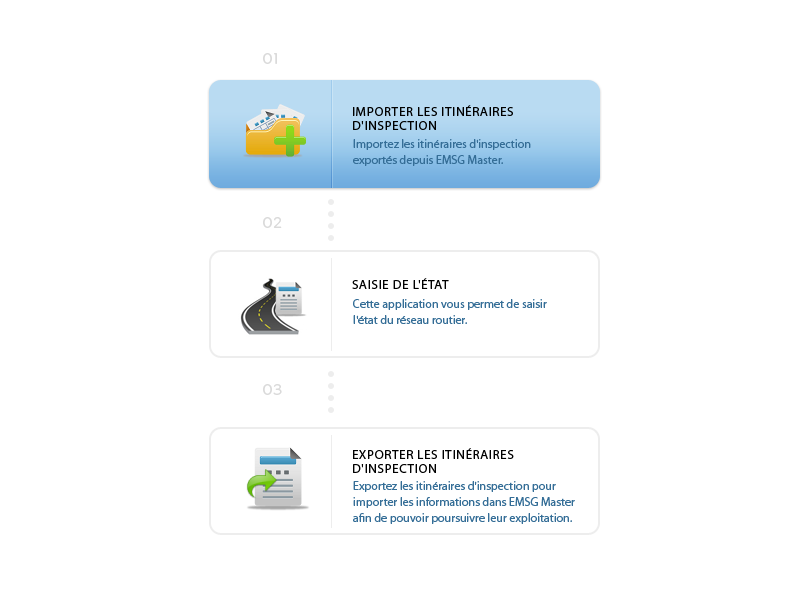 01
IMPORTER LES ITINÉRAIRES
D'INSPECTION
Importez les itinéraires d'inspection
exportés depuis EMSG Master.
02
SAISIE DE L'ÉTAT
Cette application vous permet de saisir
l'état du réseau routier.
03
EXPORTER LES ITINÉRAIRES
D'INSPECTION
Exportez les itinéraires d'inspection pour
importer les informations dans EMSG Master
afin de pouvoir poursuivre leur exploitation.